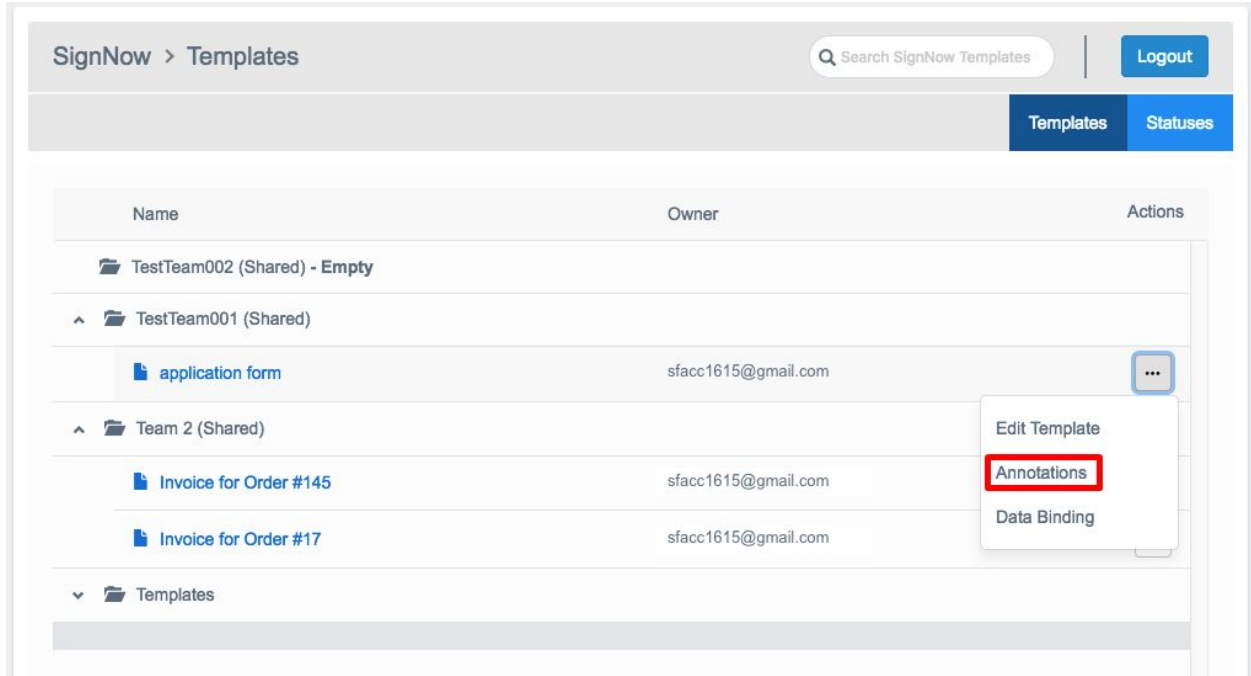 SignNow > Templates
Search SignNow Templates
Logout
Templates
Statuses
Name Owner Actions
TestTeam002 (Shared) - Empty
TestTeam001 (Shared)
application form sfacc1615@gmail.com ...
Team 2 (Shared)
Edit Template
Annotations
Invoice for Order #145 sfacc1615@gmail.com
Data Binding
Invoice for Order #17 sfacc1615@gmail.com
Templates